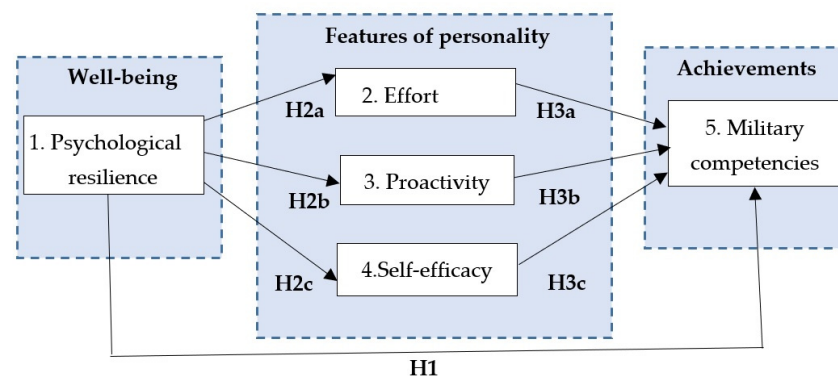 Features of personality
Well-being
Achievements
H2a
2. Effort
H3a
1. Psychological
resilience
5. Military
competencies
H2b
3. Proactivity
H3b
H2c
4.Self-efficacy
H3c
H1